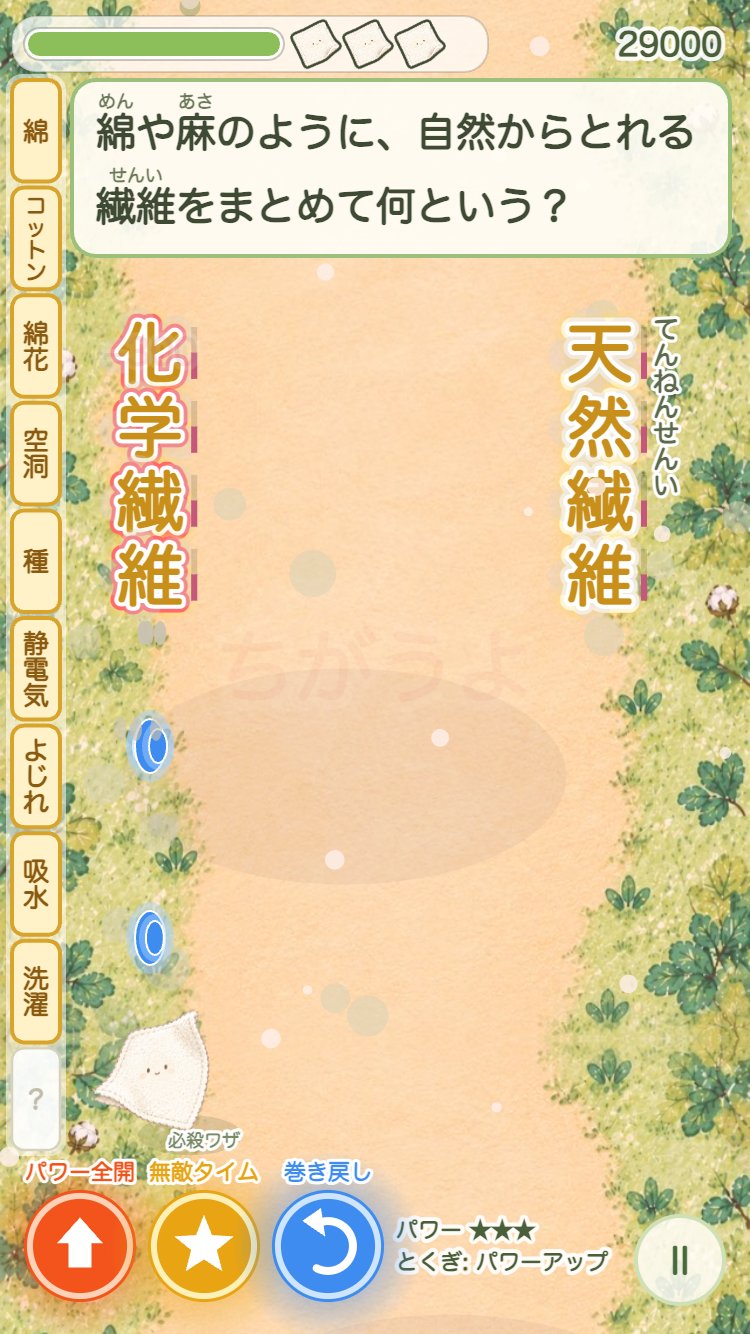 29000
綿
コットン
綿花
空洞
種
静電気
よじれ
吸水
洗濯
?
めん あさ
綿や麻のように、自然からとれる
せんい
繊維をまとめて何という?
化学繊維
天然繊維
てんねんせんい
ちがうよ
必殺ワザ
パワー全開 無敵タイム 巻き戻し
パワー ★★★
とくぎ: パワーアップ